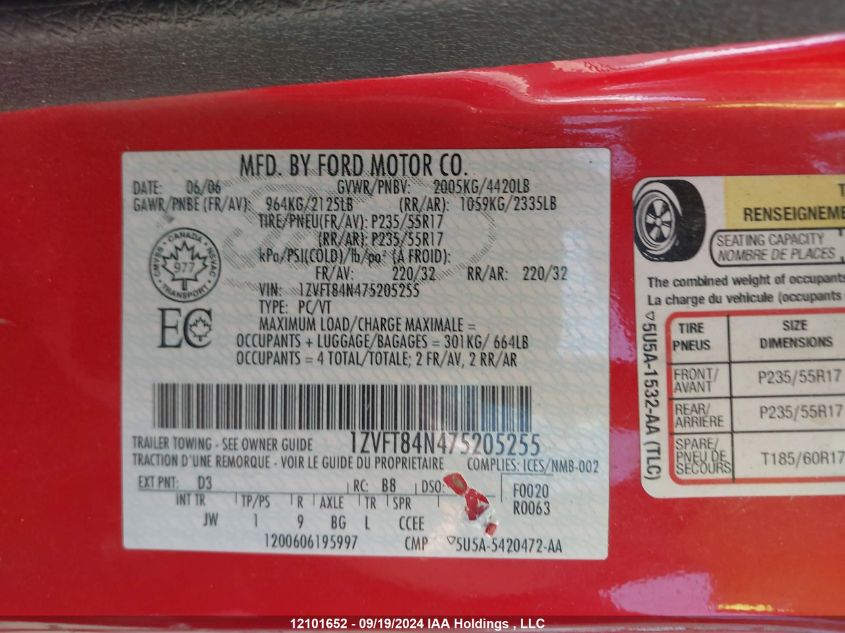 MFD. BY FORD MOTOR CO.
DATE: 06/06 GVWR/PNBV: 2005KG/4420LB
GAWR/PNBE (FR/AV): 964KG/2125LB (RR/AR): 1059KG/2335LB
TIRE/PNEU(FR/AV): P235/55R17
(RR/AR): P235/55R17
kPa/PSI(COLD)/lb/po² (À FROID):
FR/AV: 220/32 RR/AR: 220/32
CANADA
977
TRANSPORT
VIN: 1ZVFT84N475205255
TYPE: PC/VT
EC
MAXIMUM LOAD/CHARGE MAXIMALE =
OCCUPANTS + LUGGAGE/BAGAGES = 301KG/ 664LB
OCCUPANTS = 4 TOTAL/TOTALE; 2 FR/AV, 2 RR/AR
TRAILER TOWING - SEE OWNER GUIDE 1ZVFT84N475205255
TRACTION D'UNE REMORQUE - VOIR LE GUIDE DU PROPRIETAIRE COMPLIES: ICES/NMB-002
EXT PNT: D3 RC: B8 DSO: F0020
R0063
INT TR TP/PS R AXLE TR SPR
JW 1 9 BG L CCEE
1200606195997 CMP ▽5U5A-5420472-AA
RENSEIGNEME
SEATING CAPACITY
NOMBRE DE PLACES
The combined weight of occupants
La charge du vehicule (occupants
▽5U5A-1532-AA (TLC)
TIRE PNEUS SIZE DIMENSIONS
FRONT/ AVANT P235/55R17
REAR/ ARRIÈRE P235/55R17
SPARE/ PNEU DE SECOURS T185/60R17
12101652 - 09/19/2024 IAA Holdings , LLC